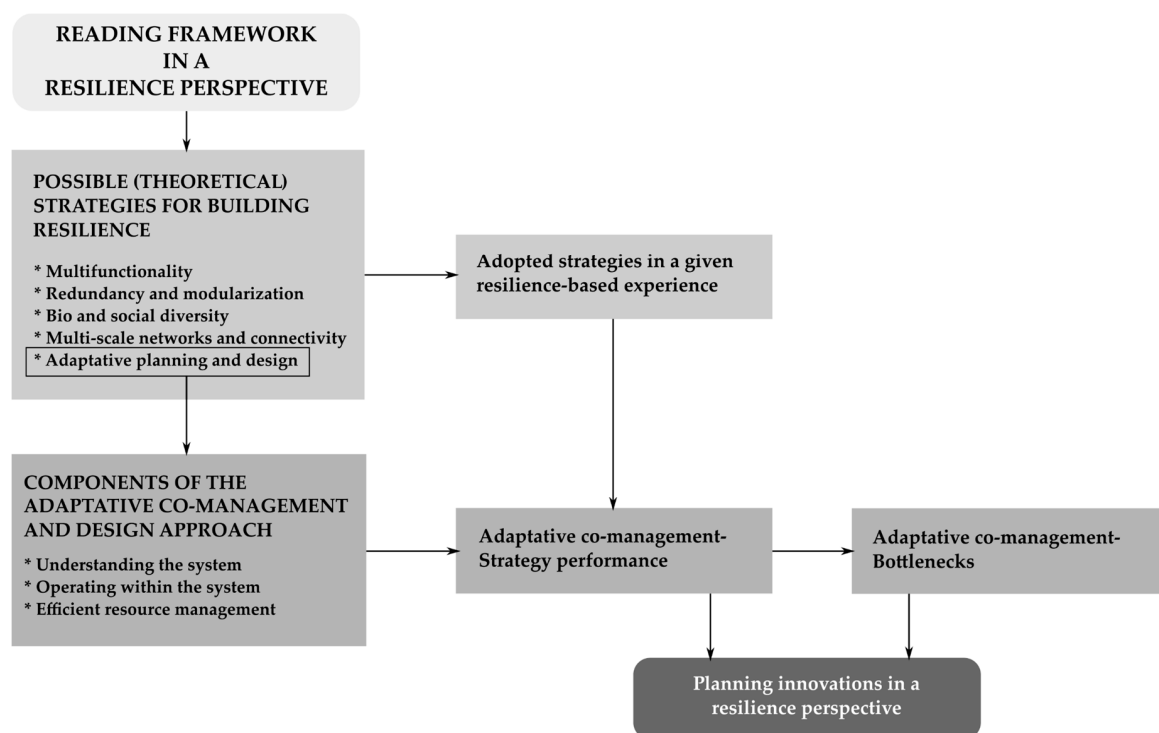 READING FRAMEWORK
IN A
RESILIENCE PERSPECTIVE
POSSIBLE (THEORETICAL)
STRATEGIES FOR BUILDING
RESILIENCE
* Multifunctionality
* Redundancy and modularization
* Bio and social diversity
* Multi-scale networks and connectivity
* Adaptative planning and design
Adopted strategies in a given
resilience-based experience
COMPONENTS OF THE
ADAPTATIVE CO-MANAGEMENT
AND DESIGN APPROACH
* Understanding the system
* Operating within the system
* Efficient resource management
Adaptative co-management-
Strategy performance
Adaptative co-management-
Bottlenecks
Planning innovations in a
resilience perspective